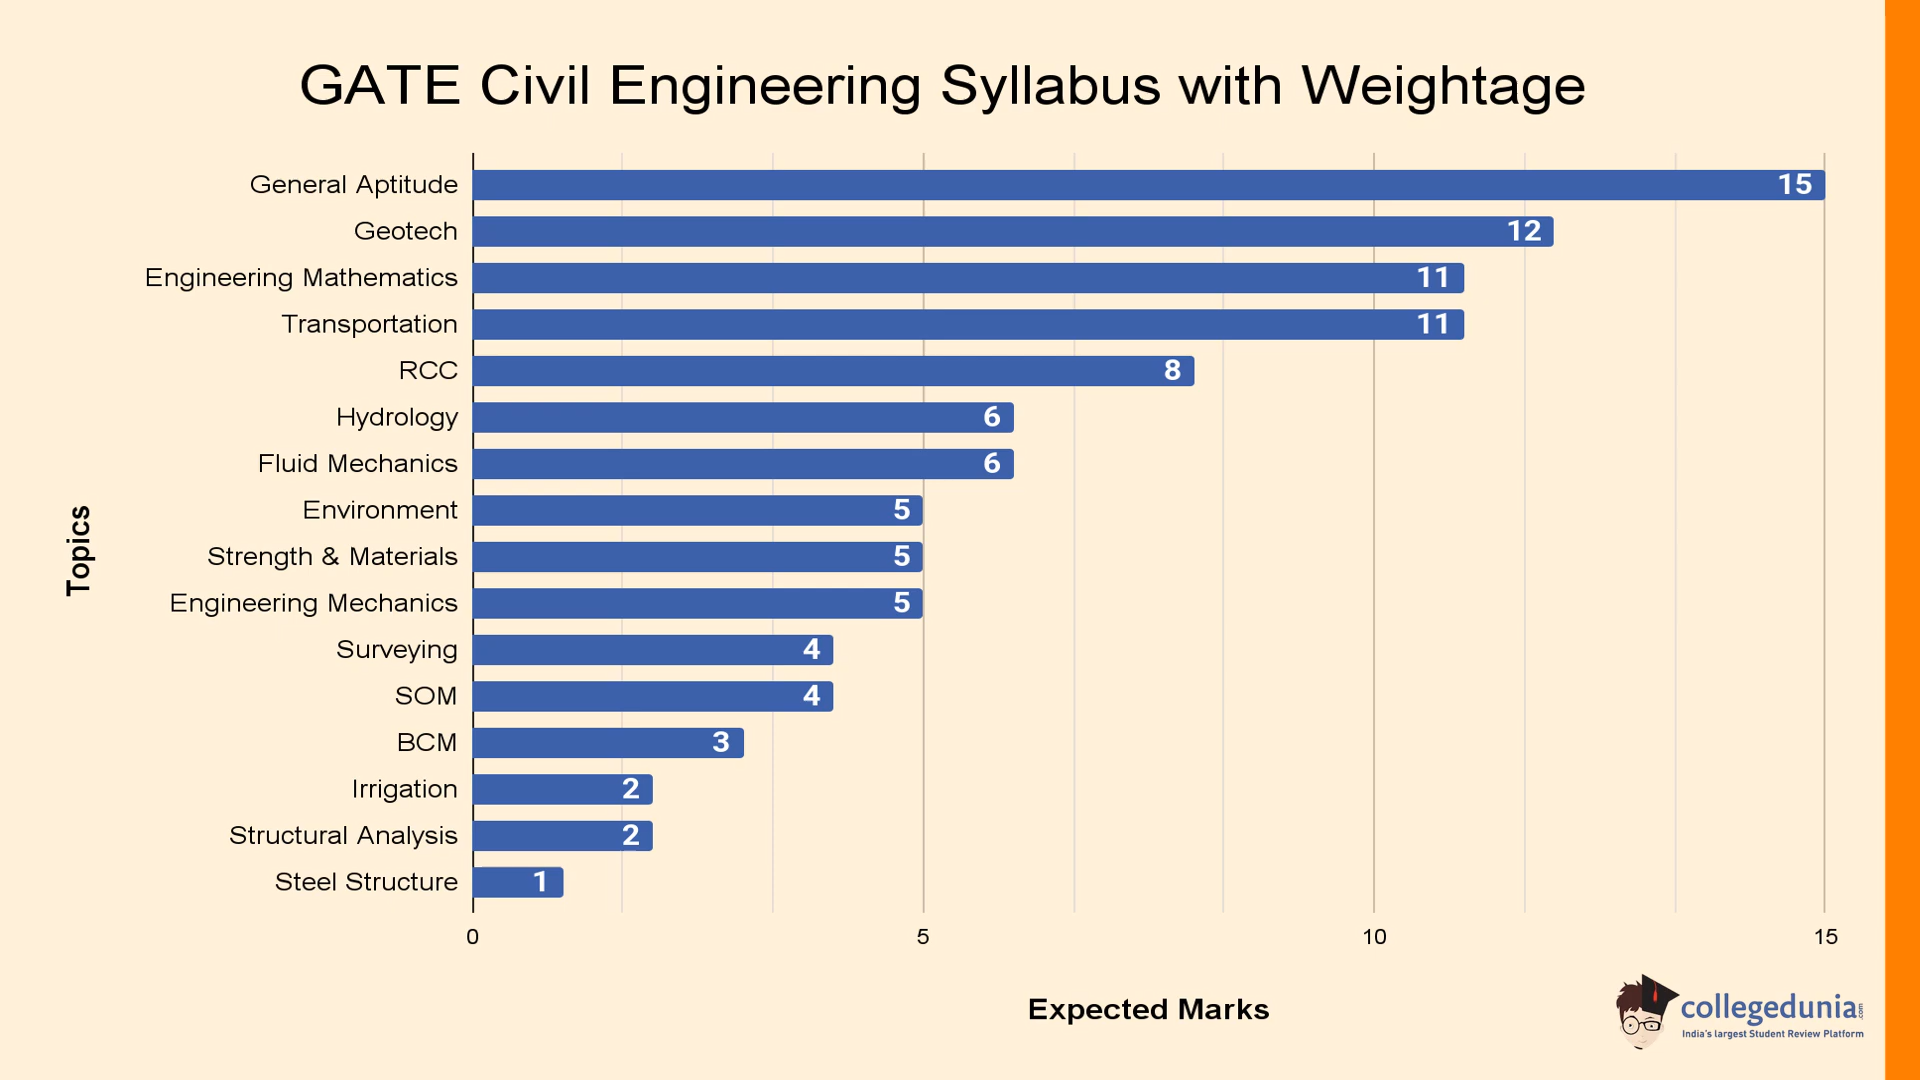 GATE Civil Engineering Syllabus with Weightage
Topics
General Aptitude 15
Geotech 12
Engineering Mathematics 11
Transportation 11
RCC 8
Hydrology 6
Fluid Mechanics 6
Environment 5
Strength & Materials 5
Engineering Mechanics 5
Surveying 4
SOM 4
BCM 3
Irrigation 2
Structural Analysis 2
Steel Structure 1
0 5 10 15
Expected Marks
collegedunia.com
India's largest Student Review Platform